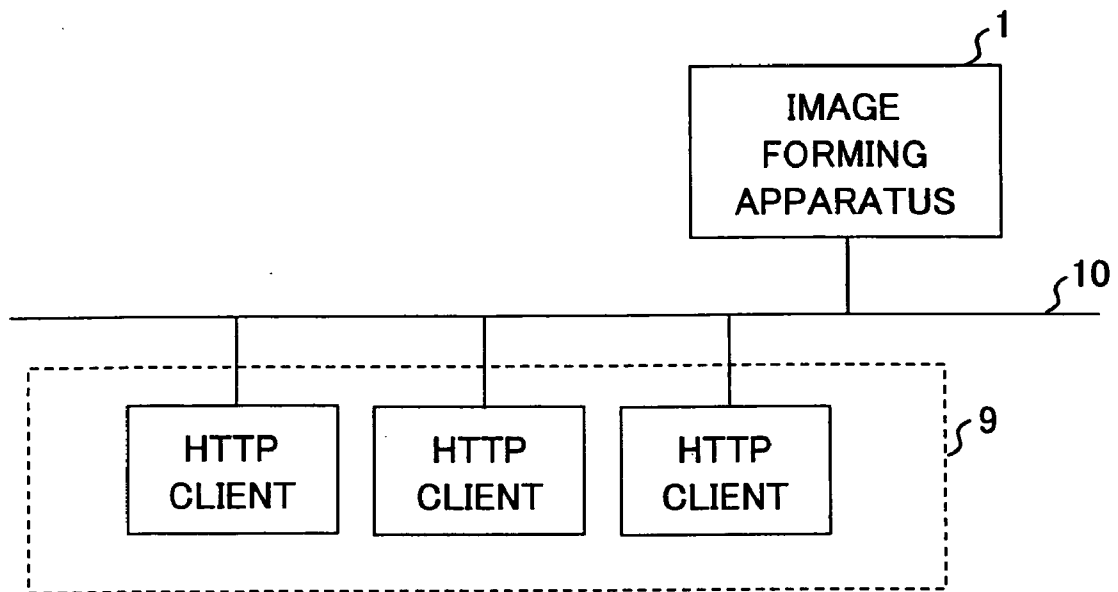 1
IMAGE
FORMING
APPARATUS
10
HTTP
CLIENT
HTTP
CLIENT
HTTP
CLIENT
9